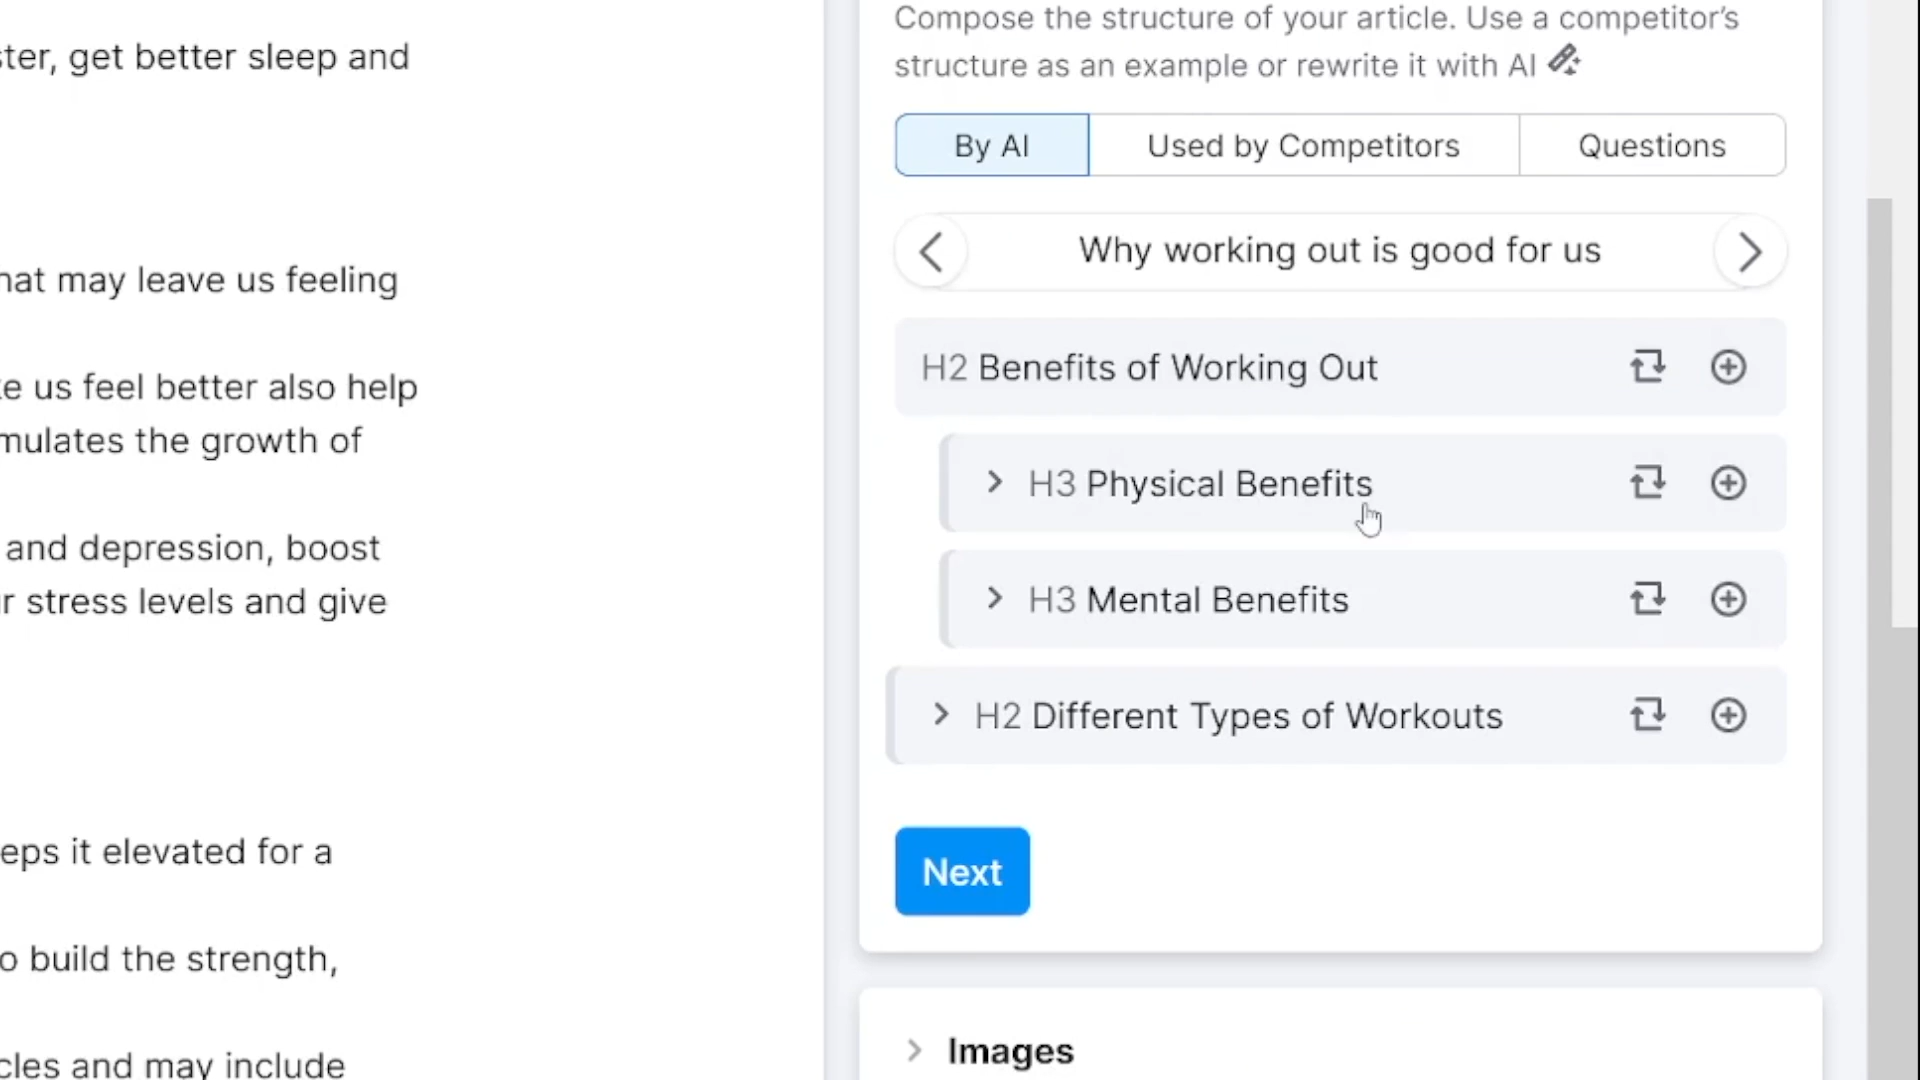 ster, get better sleep and
hat may leave us feeling
us feel better also help
mulates the growth of
and depression, boost
r stress levels and give
eps it elevated for a
o build the strength,
cles and may include
Compose the structure of your article. Use a competitor's
structure as an example or rewrite it with AI
By AI
Used by Competitors
Questions
Why working out is good for us
H2 Benefits of Working Out
H3 Physical Benefits
H3 Mental Benefits
H2 Different Types of Workouts
Next
Images